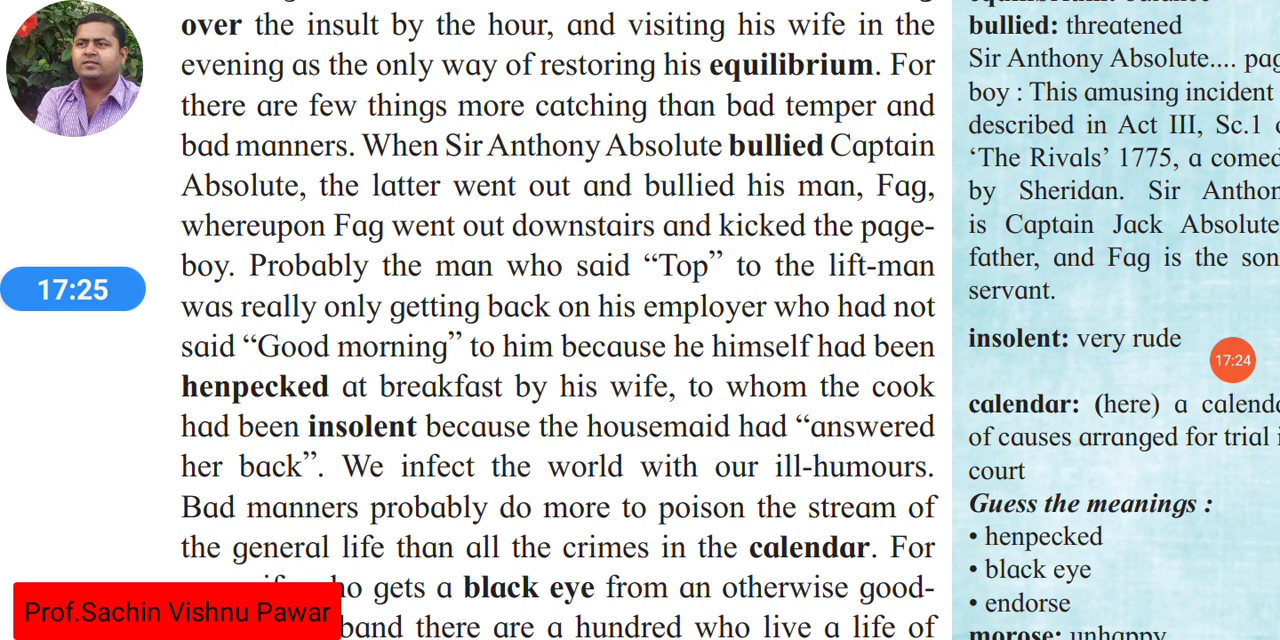 over the insult by the hour, and visiting his wife in the
evening as the only way of restoring his equilibrium. For
there are few things more catching than bad temper and
bad manners. When Sir Anthony Absolute bullied Captain
Absolute, the latter went out and bullied his man, Fag,
whereupon Fag went out downstairs and kicked the page-
boy. Probably the man who said “Top” to the lift-man
was really only getting back on his employer who had not
said “Good morning” to him because he himself had been
henpecked at breakfast by his wife, to whom the cook
had been insolent because the housemaid had “answered
her back”. We infect the world with our ill-humours.
Bad manners probably do more to poison the stream of
the general life than all the crimes in the calendar. For
who gets a black eye from an otherwise good-
there are a hundred who live a life of
bullied: threatened
Sir Anthony Absolute.... pag
boy : This amusing incident
described in Act III, Sc.1
‘The Rivals’ 1775, a comed
by Sheridan. Sir Anthon
is Captain Jack Absolute
father, and Fag is the son
servant.
insolent: very rude
calendar: (here) a calenda
of causes arranged for trial i
court
Guess the meanings :
• henpecked
• black eye
• endorse
morose: unhappy
17:25
17:24
Prof.Sachin Vishnu Pawar